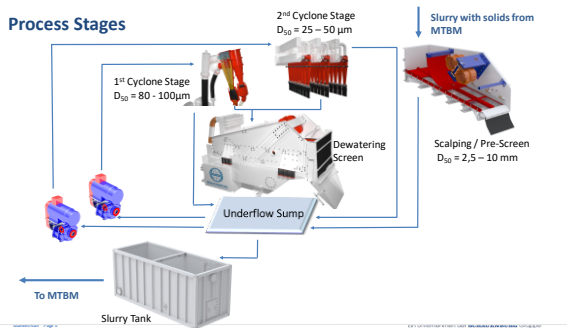 Process Stages
2nd Cyclone Stage
D50 = 25 – 50 µm
Slurry with solids from
MTBM
1st Cyclone Stage
D50 = 80 - 100µm
Dewatering
Screen
Scalping / Pre-Screen
D50 = 2,5 – 10 mm
Underflow Sump
To MTBM
Slurry Tank